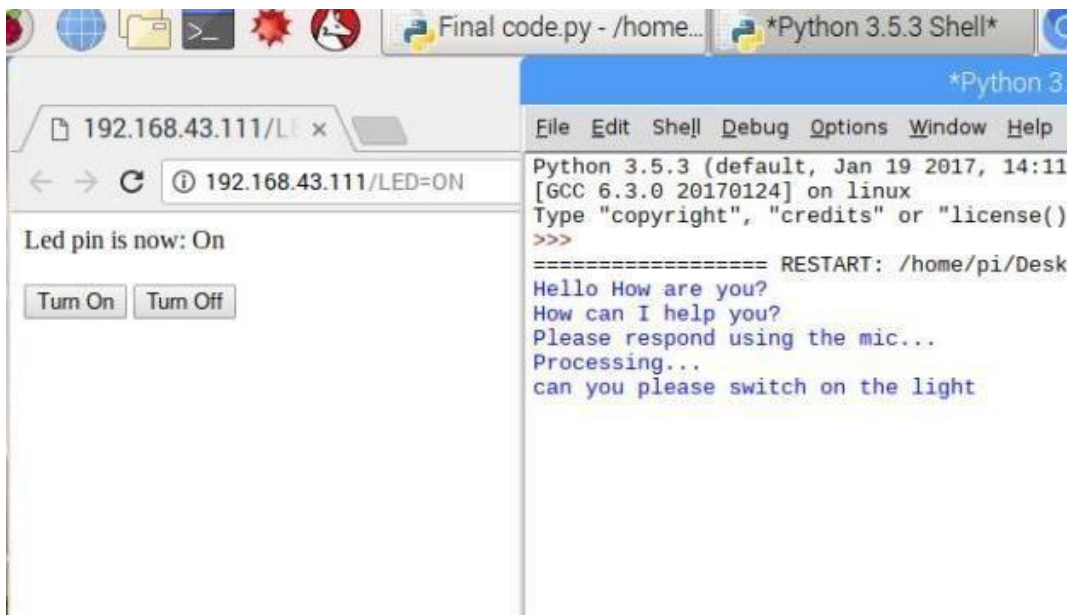 Final code.py - /home...
*Python 3.5.3 Shell*
*Python 3.
192.168.43.111/L
192.168.43.111/LED=ON
Led pin is now: On
Turn On
Turn Off
File Edit Shell Debug Options Window Help
Python 3.5.3 (default, Jan 19 2017, 14:11
[GCC 6.3.0 20170124] on linux
Type "copyright", "credits" or "license()
>>>
================== RESTART: /home/pi/Desk
Hello How are you?
How can I help you?
Please respond using the mic...
Processing...
can you please switch on the light